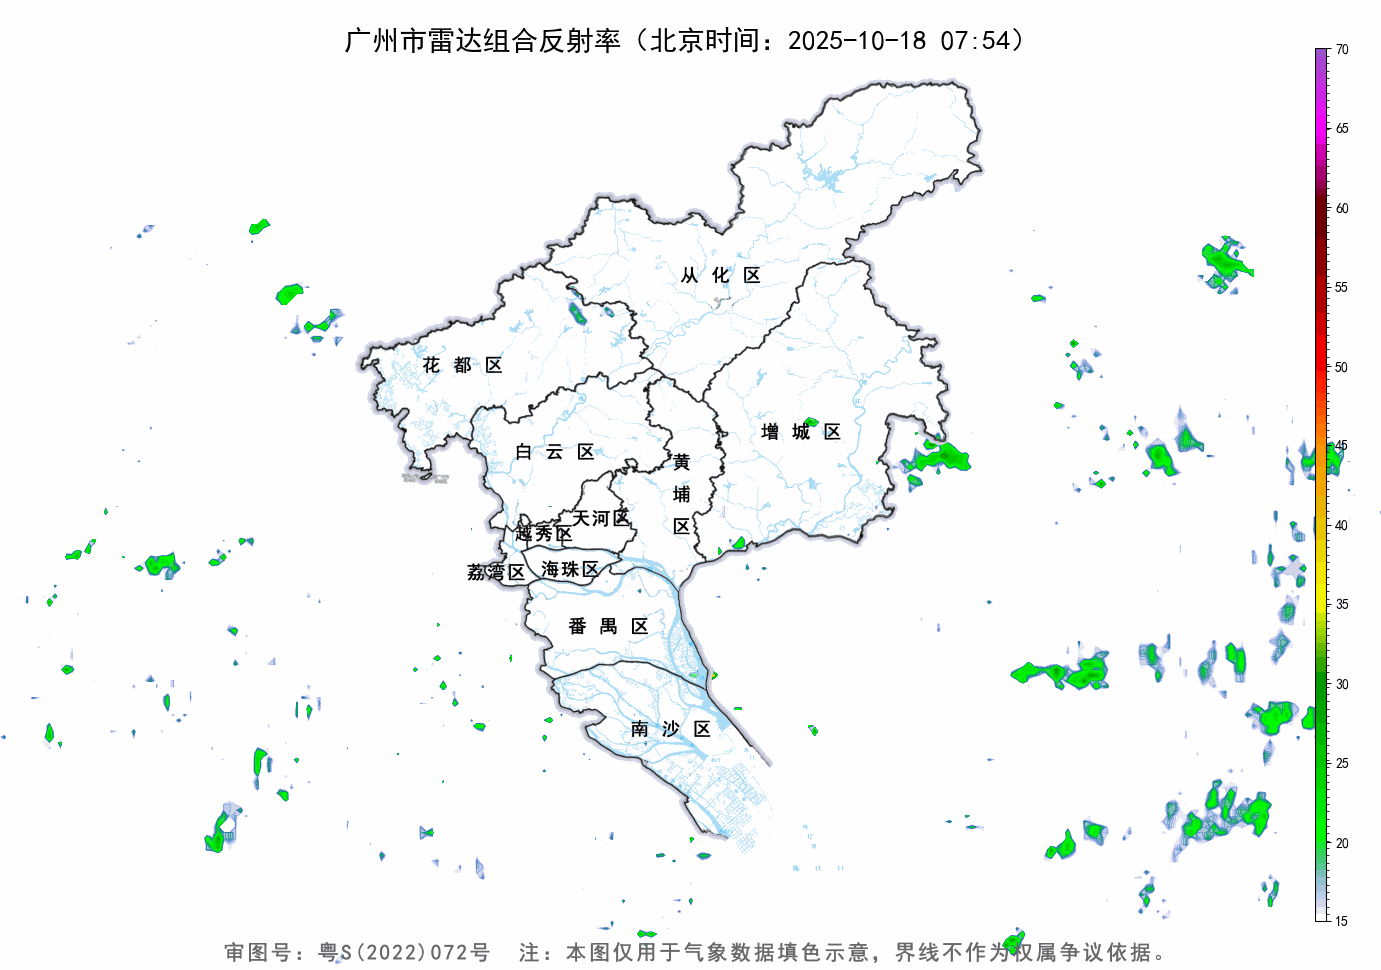 广州市雷达组合反射率（北京时间：2025-10-18 07:54）
70
65
60
55
50
45
40
35
30
25
20
15
从化区
花都区
增城区
白云区
黄埔区
天河区
越秀区
海珠区
荔湾区
番禺区
南沙区
审图号：粤S(2022)072号 注：本图仅用于气象数据填色示意，界线不作为权属争议依据。